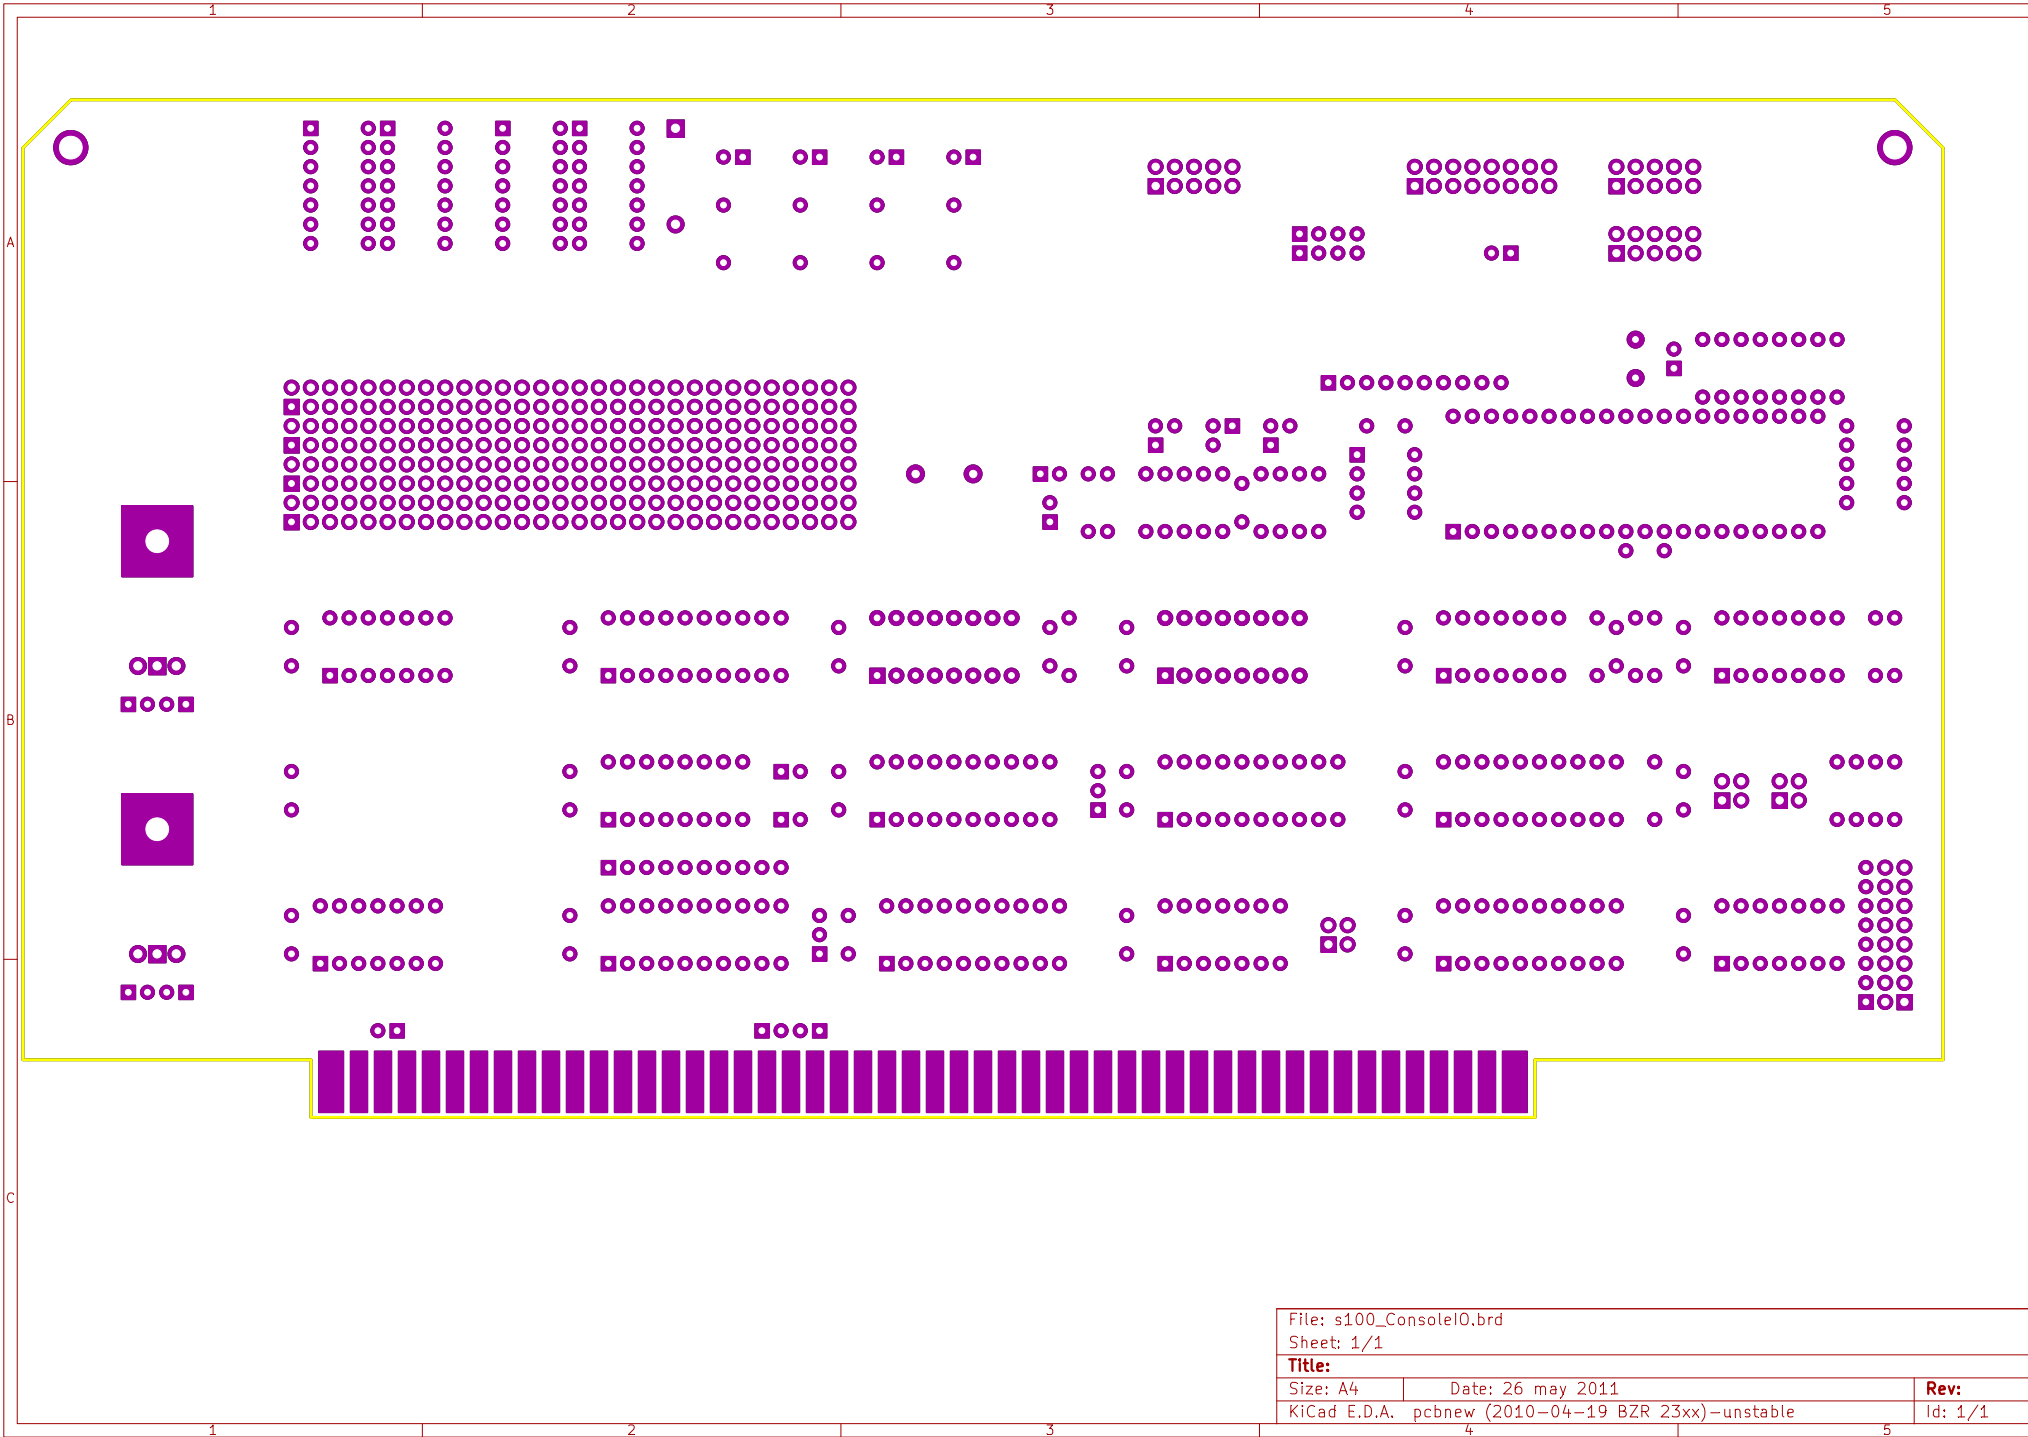 1 2 3 4 5
A
B
C
File: s100_ConsoleIO.brd
Sheet: 1/1
Title:
Size: A4 Date: 26 may 2011 Rev:
KiCad E.D.A. pcbnew (2010-04-19 BZR 23xx)-unstable Id: 1/1
1 2 3 4 5